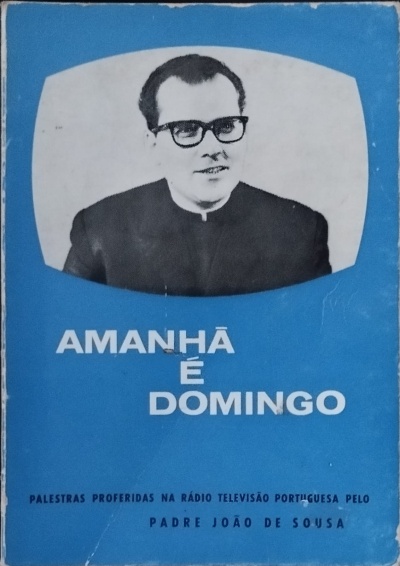 AMANHÃ
É
DOMINGO
PALESTRAS PROFERIDAS NA RÁDIO TELEVISÃO PORTUGUESA PELO
PADRE JOÃO DE SOUSA